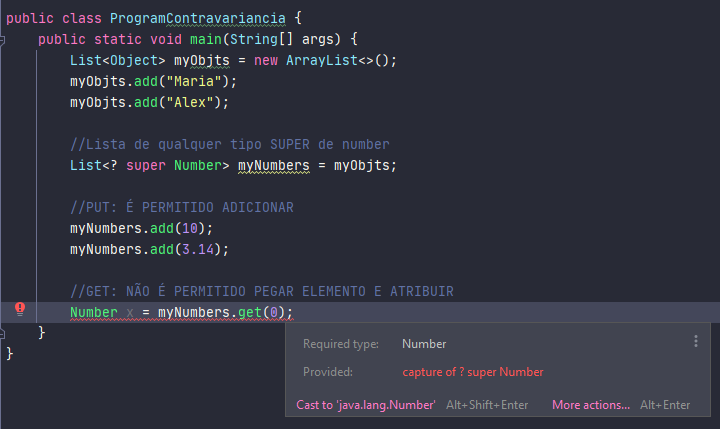 public class ProgramContravariancia {
public static void main(String[] args) {
List<Object> myObjts = new ArrayList<>();
myObjts.add("Maria");
myObjts.add("Alex");
//Lista de qualquer tipo SUPER de number
List<? super Number> myNumbers = myObjts;
//PUT: É PERMITIDO ADICIONAR
myNumbers.add(10);
myNumbers.add(3.14);
//GET: NÃO É PERMITIDO PEGAR ELEMENTO E ATRIBUIR
Number x = myNumbers.get(0);
}
}
Required type: Number
Provided: capture of ? super Number
Cast to 'java.lang.Number' Alt+Shift+Enter More actions... Alt+Enter